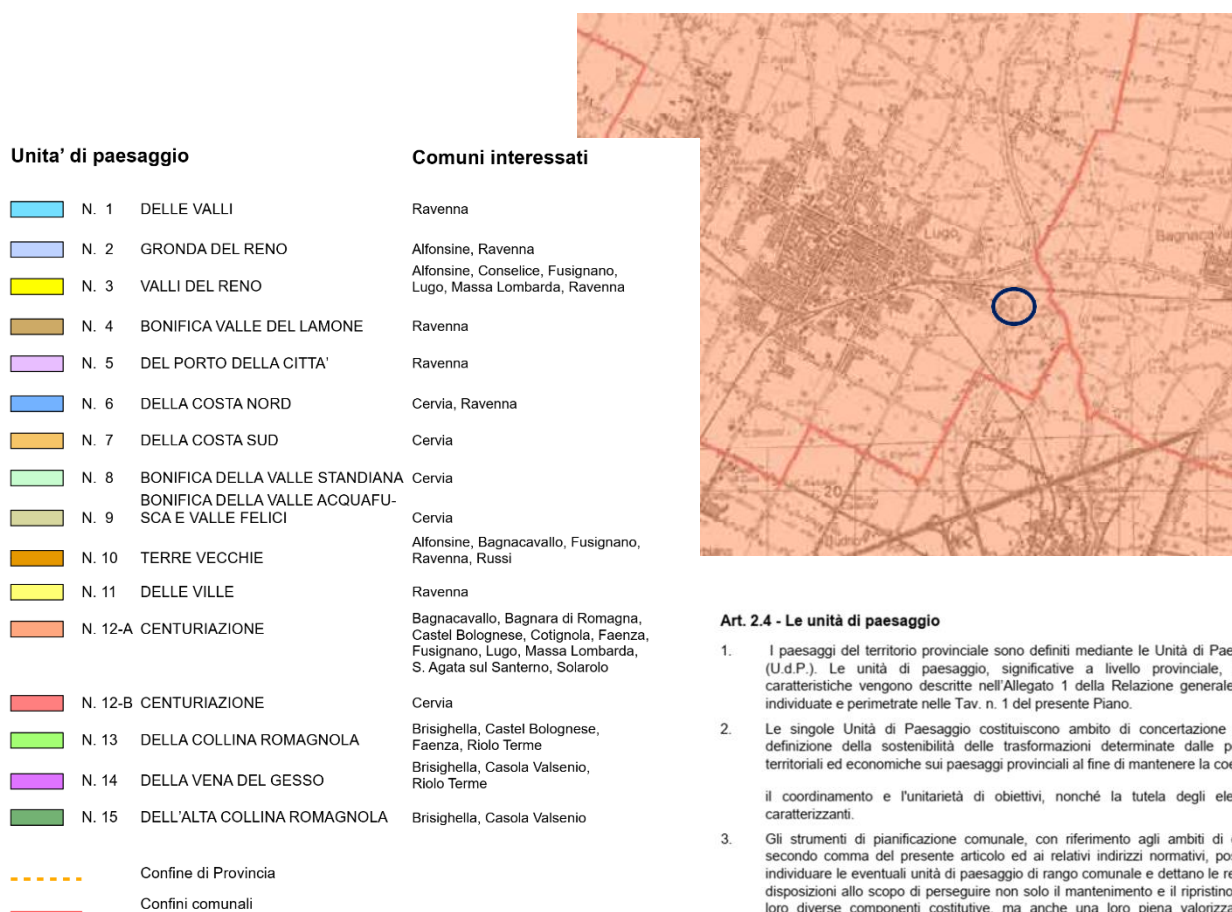 Unita' di paesaggio
Comuni interessati
N. 1 DELLE VALLI Ravenna
N. 2 GRONDA DEL RENO Alfonsine, Ravenna
N. 3 VALLI DEL RENO Alfonsine, Conselice, Fusignano,
Lugo, Massa Lombarda, Ravenna
N. 4 BONIFICA VALLE DEL LAMONE Ravenna
N. 5 DEL PORTO DELLA CITTA' Ravenna
N. 6 DELLA COSTA NORD Cervia, Ravenna
N. 7 DELLA COSTA SUD Cervia
N. 8 BONIFICA DELLA VALLE STANDIANA Cervia
N. 9 BONIFICA DELLA VALLE ACQUAFU-
SCA E VALLE FELICI Cervia
N. 10 TERRE VECCHIE Alfonsine, Bagnacavallo, Fusignano,
Ravenna, Russi
N. 11 DELLE VILLE Ravenna
N. 12-A CENTURIAZIONE Bagnacavallo, Bagnara di Romagna,
Castel Bolognese, Cotignola, Faenza,
Fusignano, Lugo, Massa Lombarda,
S. Agata sul Santerno, Solarolo
N. 12-B CENTURIAZIONE Cervia
N. 13 DELLA COLLINA ROMAGNOLA Brisighella, Castel Bolognese,
Faenza, Riolo Terme
N. 14 DELLA VENA DEL GESSO Brisighella, Casola Valsenio,
Riolo Terme
N. 15 DELL'ALTA COLLINA ROMAGNOLA Brisighella, Casola Valsenio
Confine di Provincia
Confini comunali
Lugo
Bagnacaval
20
Budrio
Art. 2.4 - Le unità di paesaggio
1. I paesaggi del territorio provinciale sono definiti mediante le Unità di Pae
(U.d.P.). Le unità di paesaggio, significative a livello provinciale,
caratteristiche vengono descritte nell'Allegato 1 della Relazione generale
individuate e perimetrate nelle Tav. n. 1 del presente Piano.
2. Le singole Unità di Paesaggio costituiscono ambito di concertazione
definizione della sostenibilità delle trasformazioni determinate dalle p
territoriali ed economiche sui paesaggi provinciali al fine di mantenere la coe
il coordinamento e l'unitarietà di obiettivi, nonché la tutela degli ele
caratterizzanti.
3. Gli strumenti di pianificazione comunale, con riferimento agli ambiti di
secondo comma del presente articolo ed ai relativi indirizzi normativi, po
individuare le eventuali unità di paesaggio di rango comunale e dettano le re
disposizioni allo scopo di perseguire non solo il mantenimento e il ripristino
loro diverse componenti costitutive, ma anche una loro piena valorizza